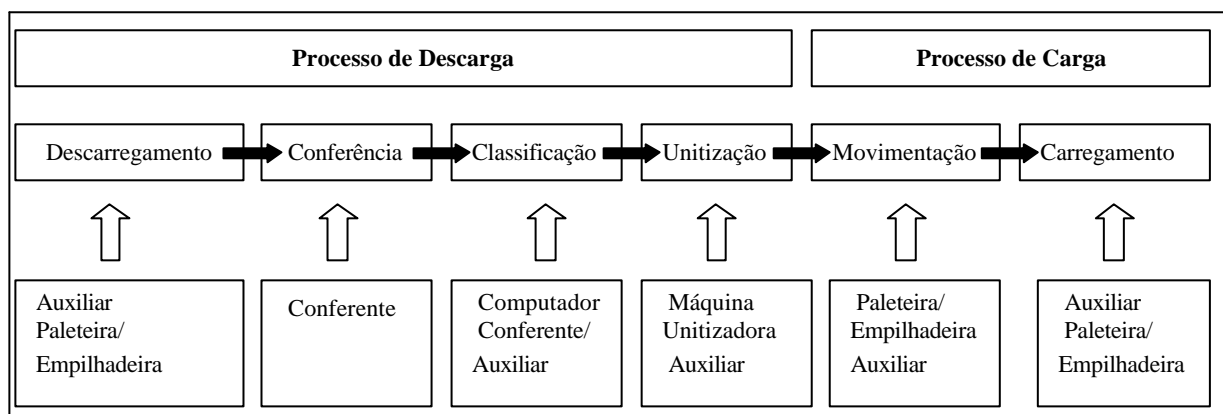 Processo de Descarga
Processo de Carga
Descarregamento
Conferência
Classificação
Unitização
Movimentação
Carregamento
Auxiliar
Paleteira/
Empilhadeira
Conferente
Computador
Conferente/
Auxiliar
Máquina
Unitizadora
Auxiliar
Paleteira/
Empilhadeira
Auxiliar
Auxiliar
Paleteira/
Empilhadeira